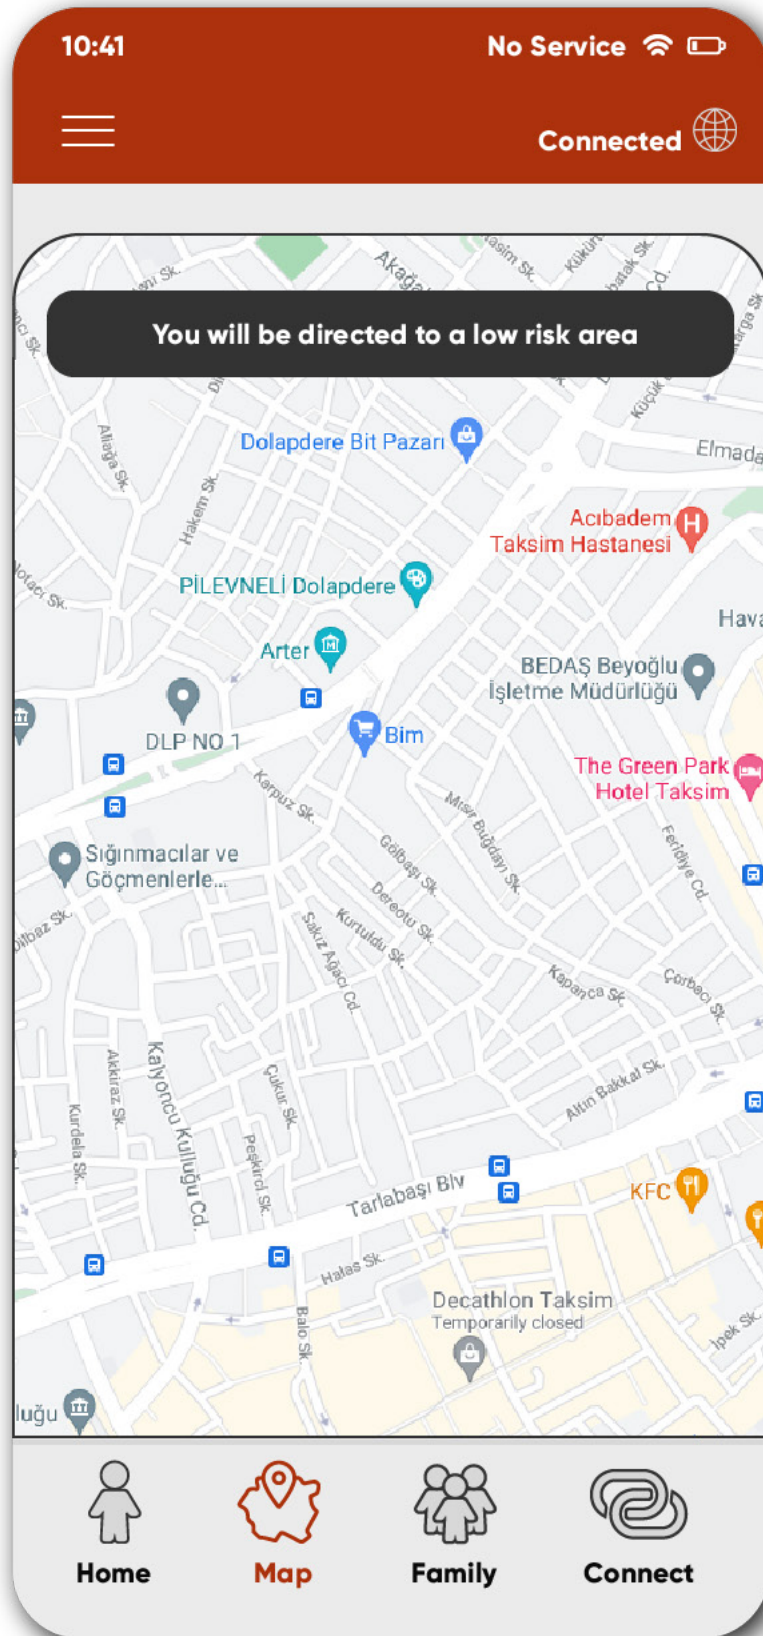 10:41
No Service
Connected
Akağa
You will be directed to a low risk area
Aliağa Sk.
Hakem Sk.
Dolapdere Bit Pazarı
Elmada
Acıbadem
Taksim Hastanesi
PİLEVNELİ Dolapdere
Hava
Arter
BEDAŞ Beyoğlu
İşletme Müdürlüğü
DLP NO 1
Bim
The Green Park
Hotel Taksim
Karpuz Sk.
Mısır Buğdayı Sk.
Gölbaşı Sk.
Feridiye Cd.
Sığınmacılar ve
Göçmenlerle...
Dereotu Sk.
Kurtuldu Sk.
Sakız Ağacı Cd.
Kapanca Sk.
Çorbacı Sk.
Akkiraz Sk.
Kalyoncu Kulluğu Cd.
Çukur Sk.
Altın Bakkal Sk.
Kurdela Sk.
Peşkirci Sk.
Tarlabaşı Blv
KFC
Halas Sk.
Decathlon Taksim
Temporarily closed
Balo Sk.
İpek Sk.
luğu
Home
Map
Family
Connect